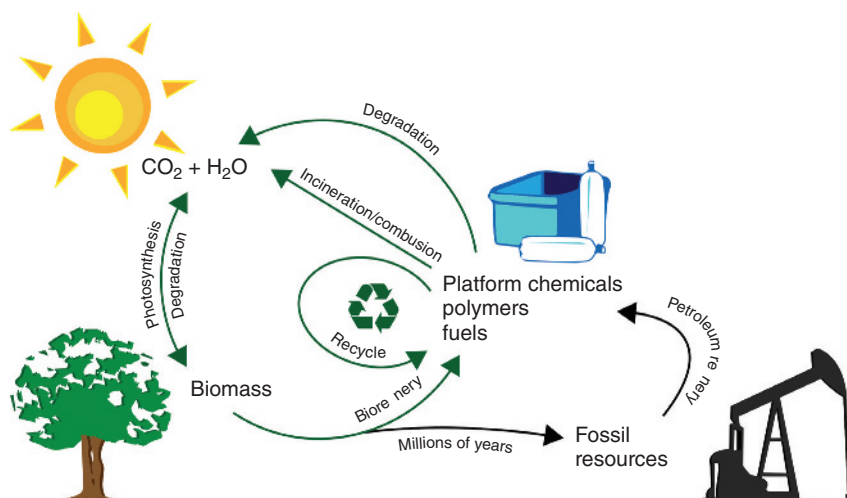 Degradation
CO₂ + H₂O
Incineration/combusion
Photosynthesis
Degradation
Platform chemicals
polymers
fuels
Petroleum re nery
Recycle
Biomass
Biore nery
Millions of years
Fossil
resources